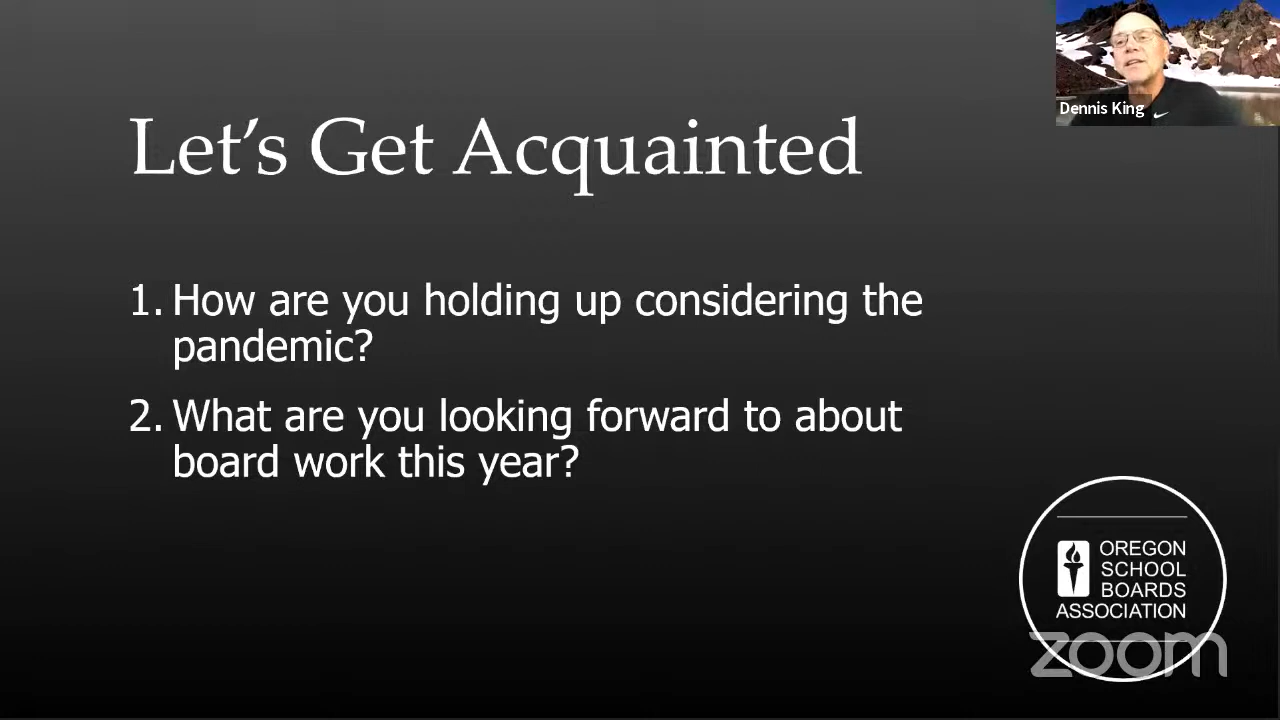 Dennis King
Let's Get Acquainted
1. How are you holding up considering the
pandemic?
2. What are you looking forward to about
board work this year?
OREGON
SCHOOL
BOARDS
ASSOCIATION
zoom